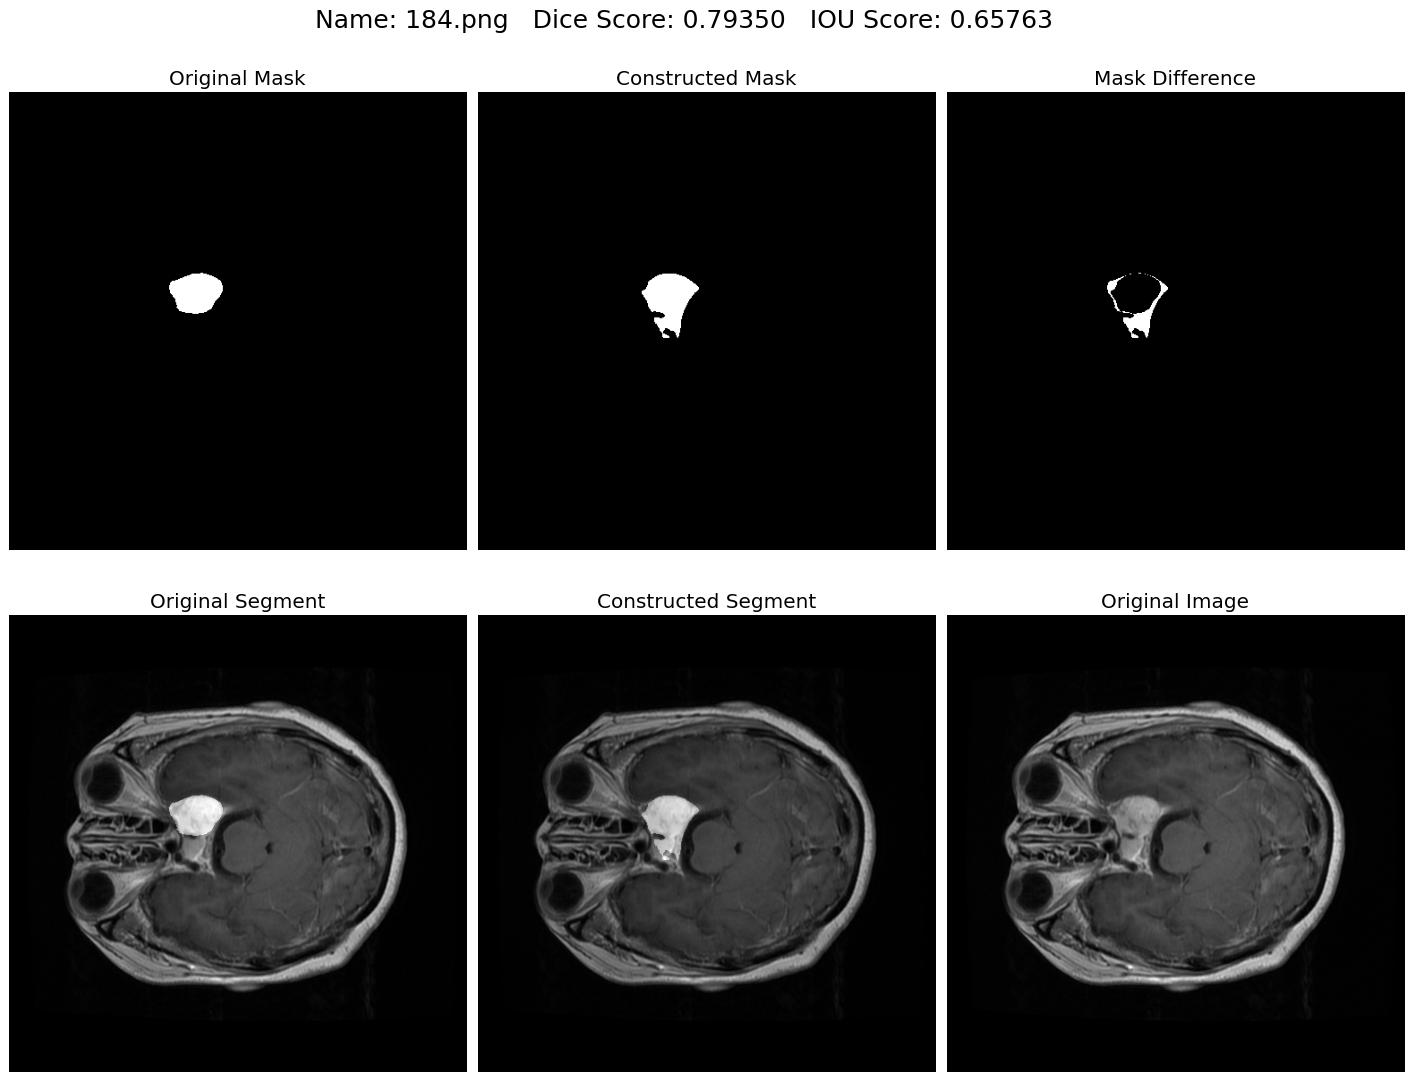 Name: 184.png   Dice Score: 0.79350   IOU Score: 0.65763
Original Mask
Constructed Mask
Mask Difference
Original Segment
Constructed Segment
Original Image